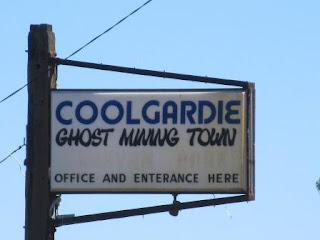 COOLGARDIE
GHOST MINING TOWN
OFFICE AND ENTERANCE HERE